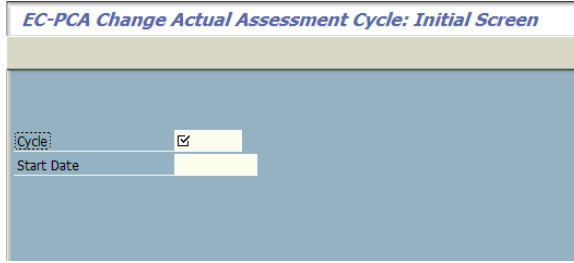 EC-PCA Change Actual Assessment Cycle: Initial Screen
Cycle
Start Date